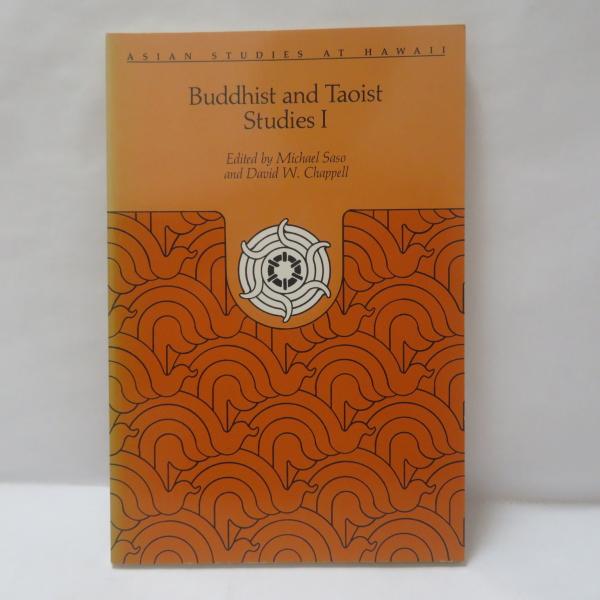 ASIAN STUDIES AT HAWAII
Buddhist and Taoist
Studies I
Edited by Michael Saso
and David W. Chappell